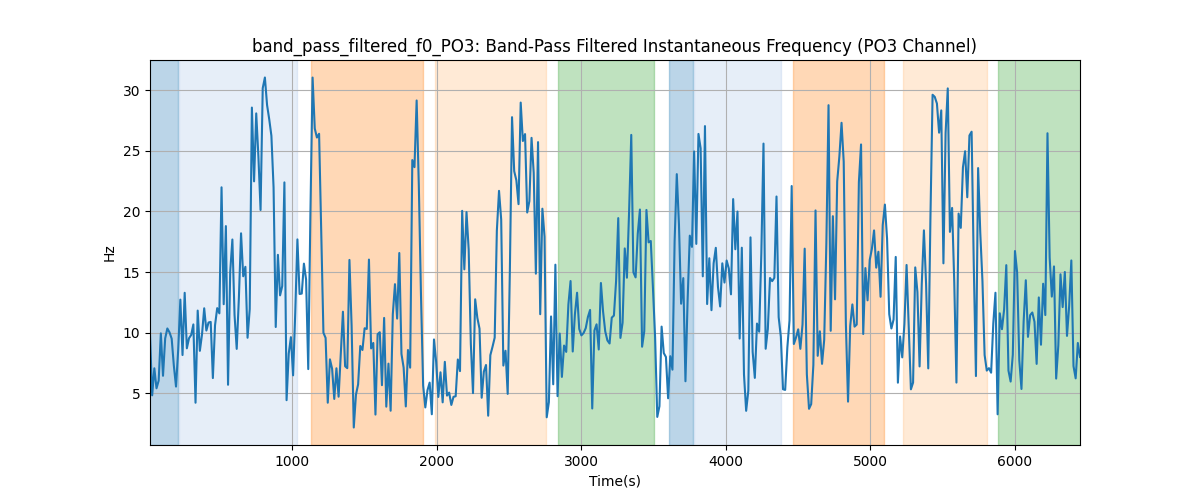 band_pass_filtered_f0_PO3: Band-Pass Filtered Instantaneous Frequency (PO3 Channel)
30
25
20
15
10
5
Hz
1000 2000 3000 4000 5000 6000
Time(s)